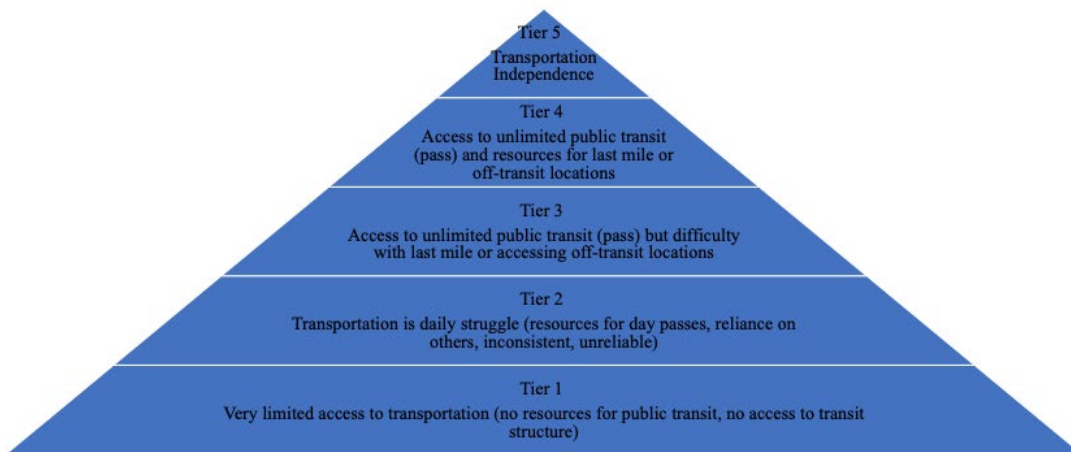 Tier 5
Transportation
Independence
Tier 4
Access to unlimited public transit
(pass) and resources for last mile or
off-transit locations
Tier 3
Access to unlimited public transit (pass) but difficulty
with last mile or accessing off-transit locations
Tier 2
Transportation is daily struggle (resources for day passes, reliance on
others, inconsistent, unreliable)
Tier 1
Very limited access to transportation (no resources for public transit, no access to transit
structure)